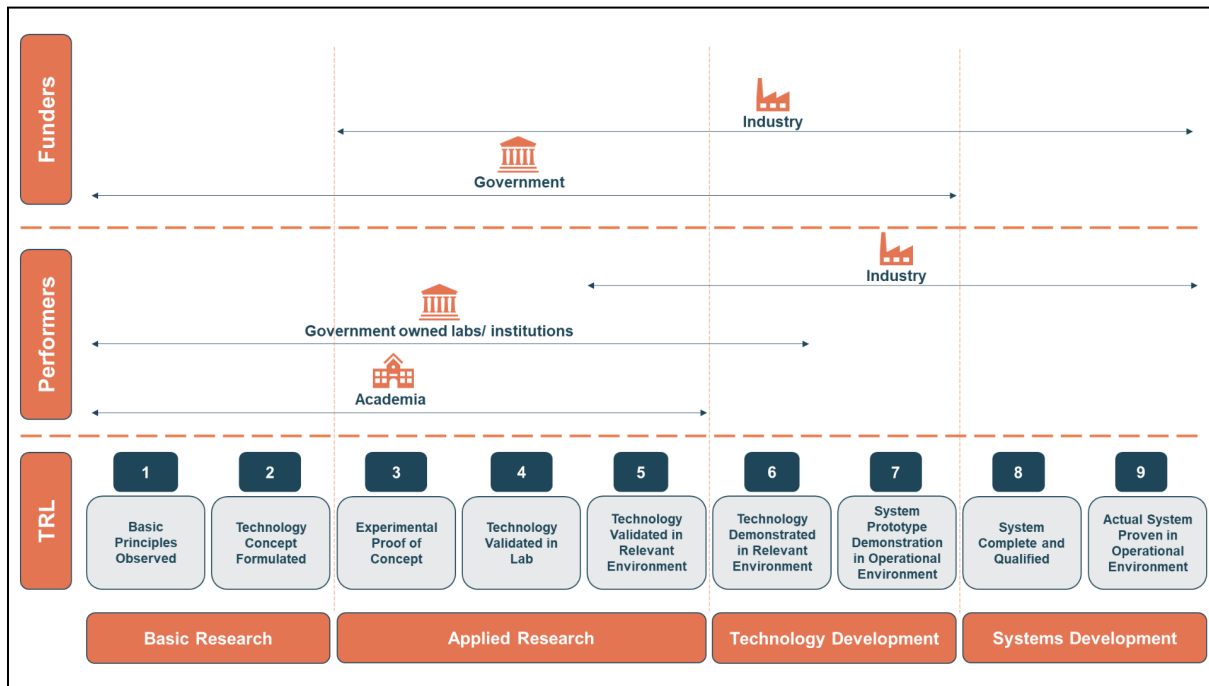 Funders
Industry
Government
Performers
Industry
Government owned labs/ institutions
Academia
TRL
1
Basic
Principles
Observed
2
Technology
Concept
Formulated
3
Experimental
Proof of
Concept
4
Technology
Validated in
Lab
5
Technology
Validated in
Relevant
Environment
6
Technology
Demonstrated
in Relevant
Environment
7
System
Prototype
Demonstration
in Operational
Environment
8
System
Complete and
Qualified
9
Actual System
Proven in
Operational
Environment
Basic Research
Applied Research
Technology Development
Systems Development